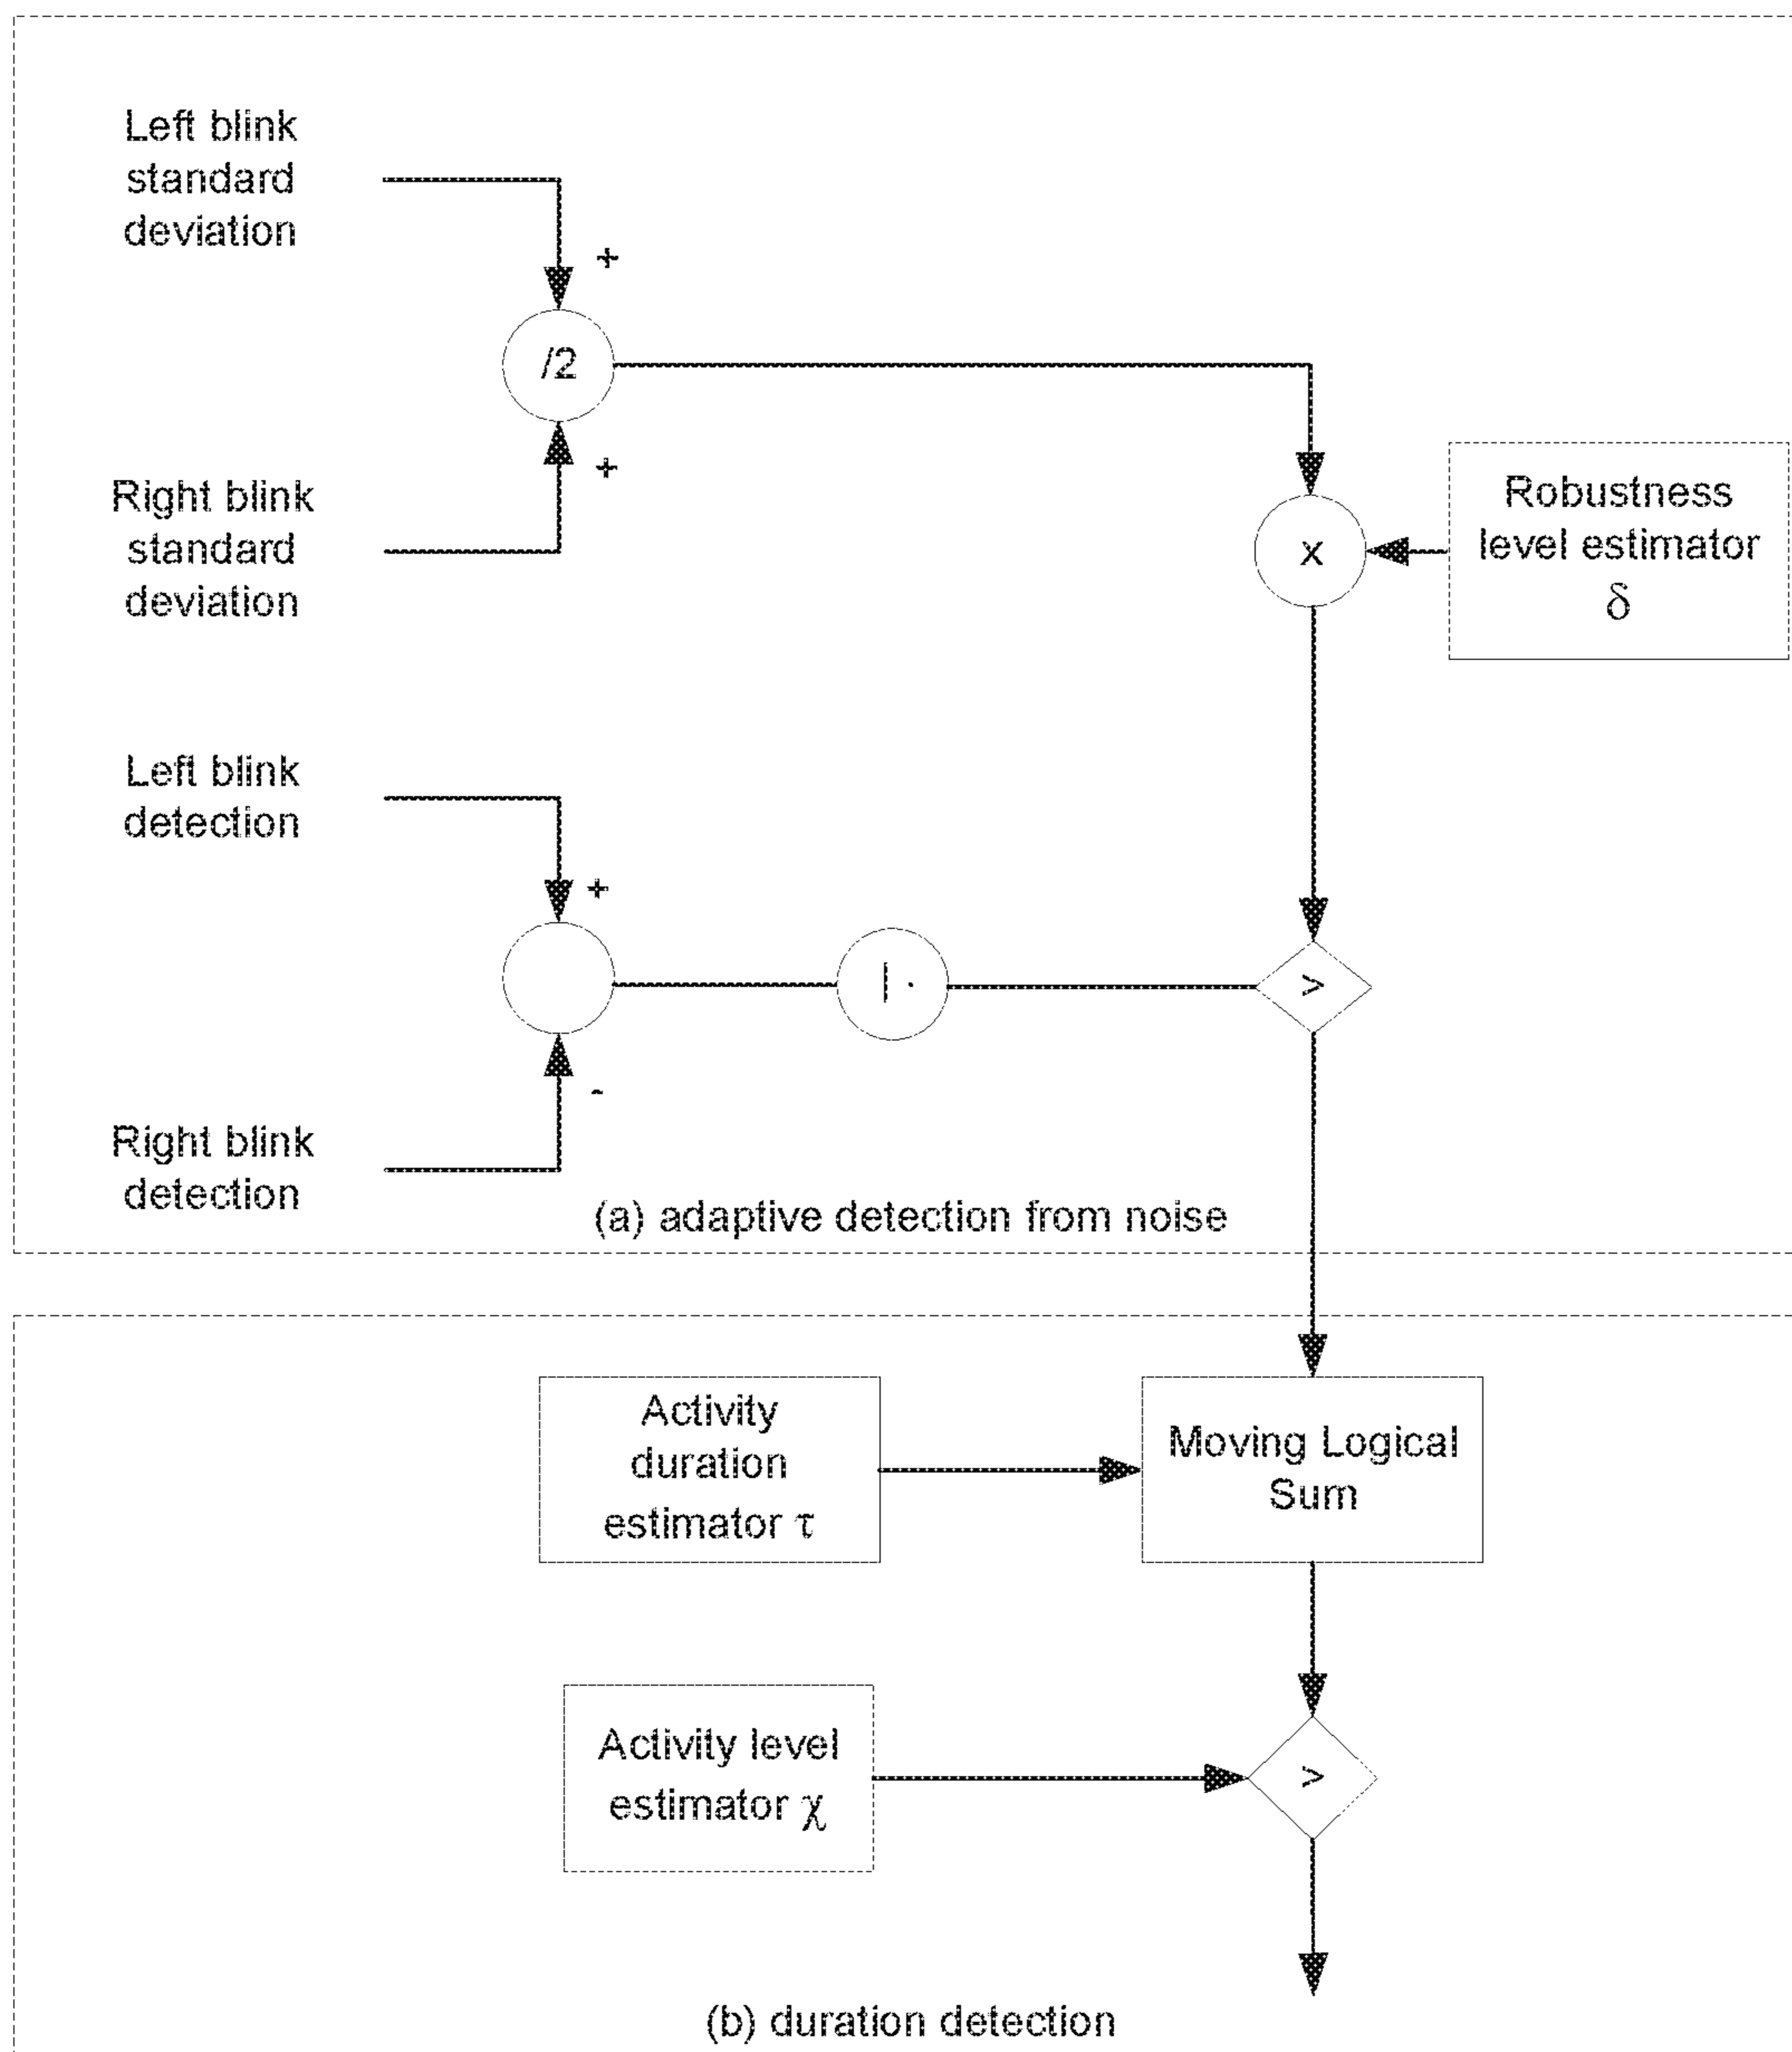 Left blink
standard
deviation
+
/2
+
Right blink
standard
deviation
Robustness
level estimator
δ
x
Left blink
detection
+
| ·
>
-
Right blink
detection
(a) adaptive detection from noise
Activity
duration
estimator τ
Moving Logical
Sum
Activity level
estimator χ
>
(b) duration detection